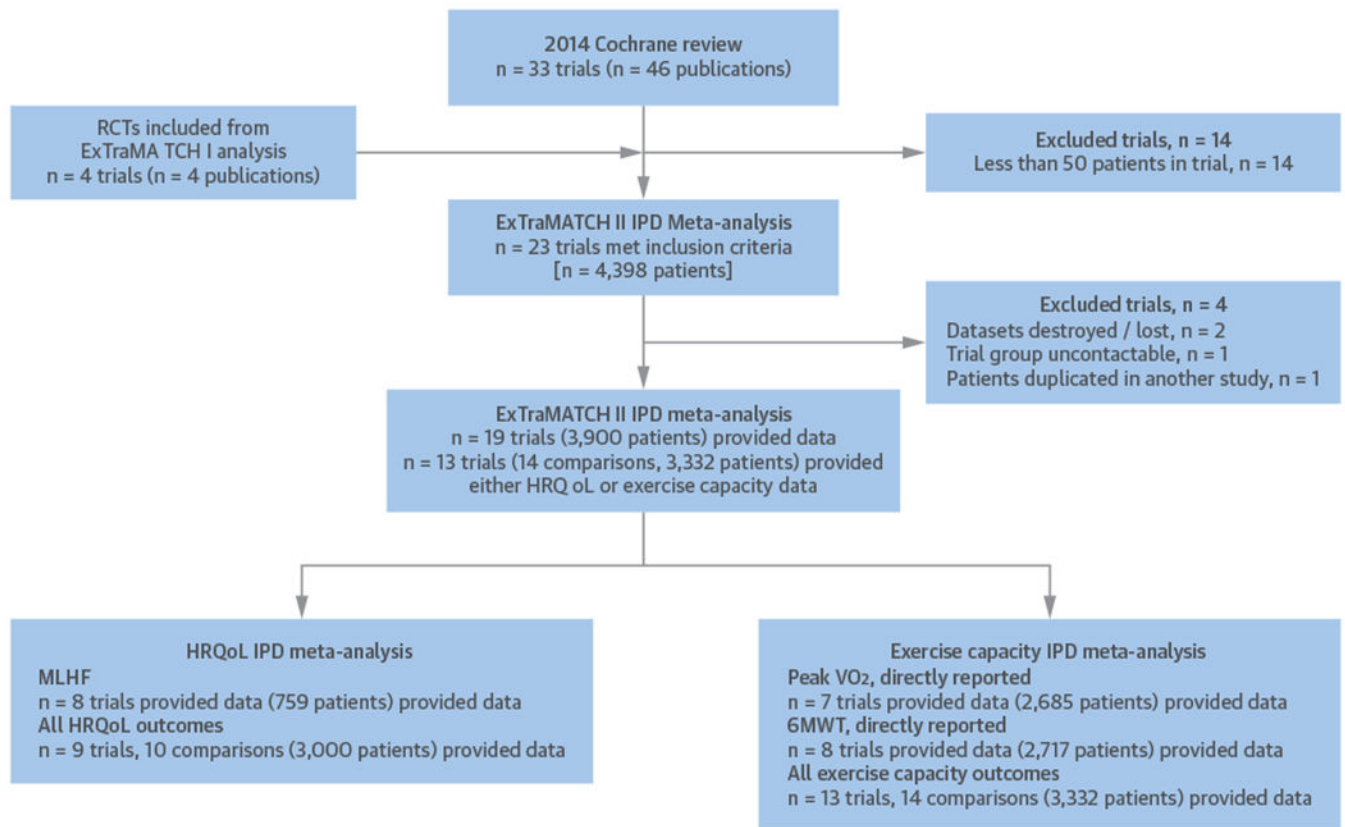 2014 Cochrane review
n = 33 trials (n = 46 publications)
RCTs included from
ExTraMA TCH I analysis
n = 4 trials (n = 4 publications)
Excluded trials, n = 14
Less than 50 patients in trial, n = 14
ExTraMATCH II IPD Meta-analysis
n = 23 trials met inclusion criteria
[n = 4,398 patients]
Excluded trials, n = 4
Datasets destroyed / lost, n = 2
Trial group uncontactable, n = 1
Patients duplicated in another study, n = 1
ExTraMATCH II IPD meta-analysis
n = 19 trials (3,900 patients) provided data
n = 13 trials (14 comparisons, 3,332 patients) provided
either HRQ oL or exercise capacity data
HRQoL IPD meta-analysis
MLHF
n = 8 trials provided data (759 patients) provided data
All HRQoL outcomes
n = 9 trials, 10 comparisons (3,000 patients) provided data
Exercise capacity IPD meta-analysis
Peak VO2, directly reported
n = 7 trials provided data (2,685 patients) provided data
6MWT, directly reported
n = 8 trials provided data (2,717 patients) provided data
All exercise capacity outcomes
n = 13 trials, 14 comparisons (3,332 patients) provided data